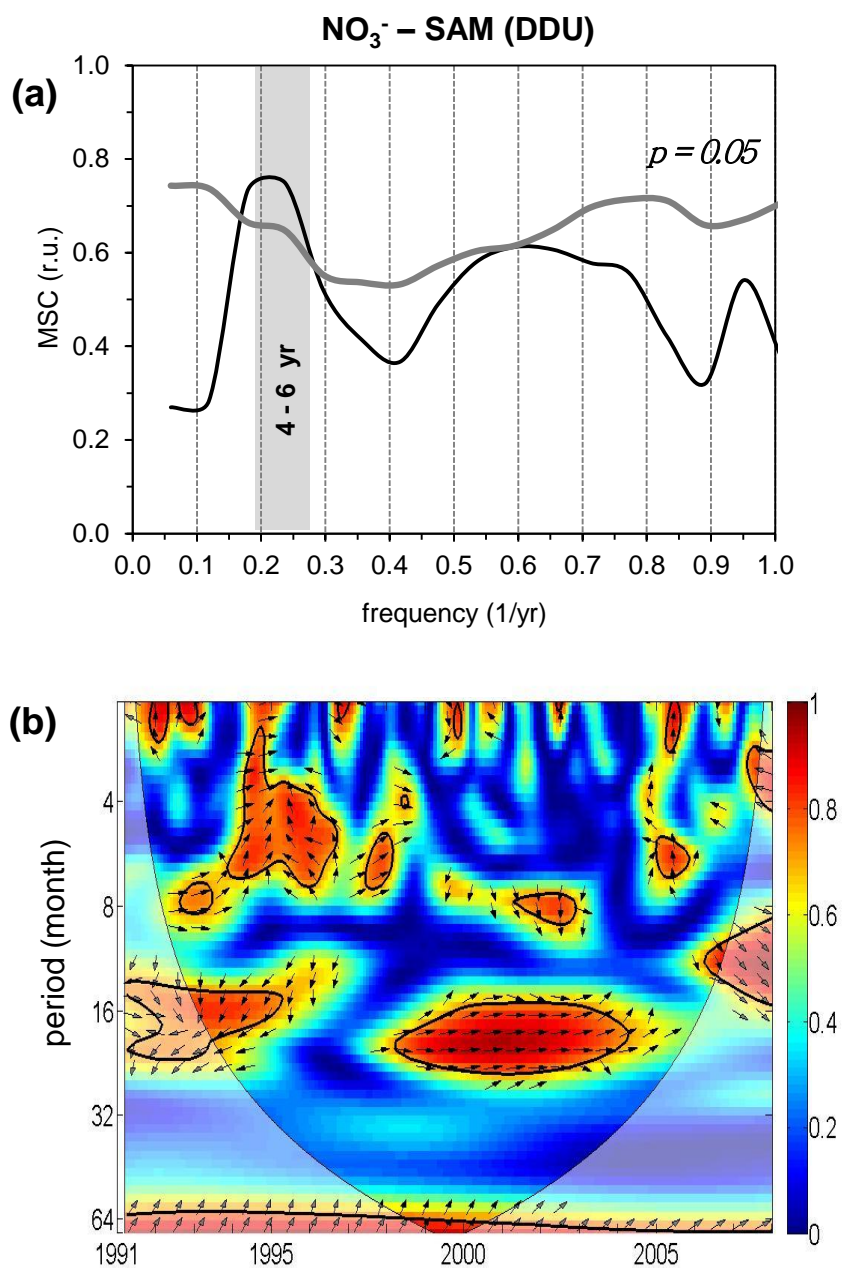 NO₃⁻ – SAM (DDU)
(a)
MSC (r.u.)
1.0
0.8
0.6
0.4
0.2
0.0
p = 0.05
4 - 6 yr
0.0 0.1 0.2 0.3 0.4 0.5 0.6 0.7 0.8 0.9 1.0
frequency (1/yr)
(b)
period (month)
4
8
16
32
64
1991 1995 2000 2005
1
0.8
0.6
0.4
0.2
0